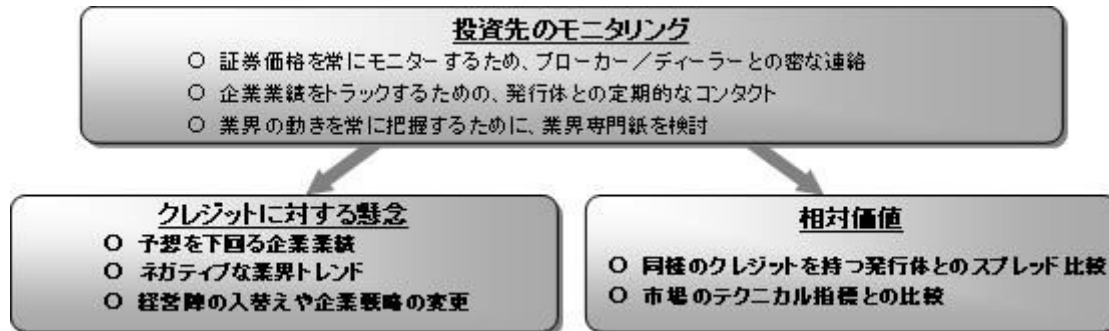 投資先のモニタリング
○ 証券価格を常にモニターするため、ブローカー／ディーラーとの密な連絡
○ 企業業績をトラックするための、発行体との定期的なコンタクト
○ 業界の動きを常に把握するために、業界専門紙を検討
クレジットに対する懸念
○ 予想を下回る企業業績
○ ネガティブな業界トレンド
○ 経営陣の入替えや企業戦略の変更
相対価値
○ 同様のクレジットを持つ発行体とのスプレッド比較
○ 市場のテクニカル指標との比較